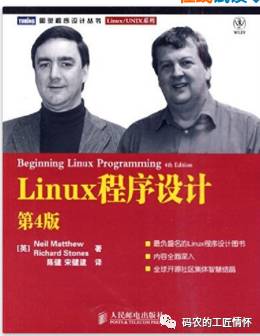 TURING
图灵程序设计丛书
Linux/UNIX系列
WILEY
Beginning Linux Programming 4th Edition
Linux程序设计
第4版
[英] Neil Matthew
Richard Stones 著
陈健 宋健建 译
最负盛名的Linux程序设计图书
内容全面深入
全球开源社区集体智慧结晶
人民邮电出版社
码农的工匠情怀